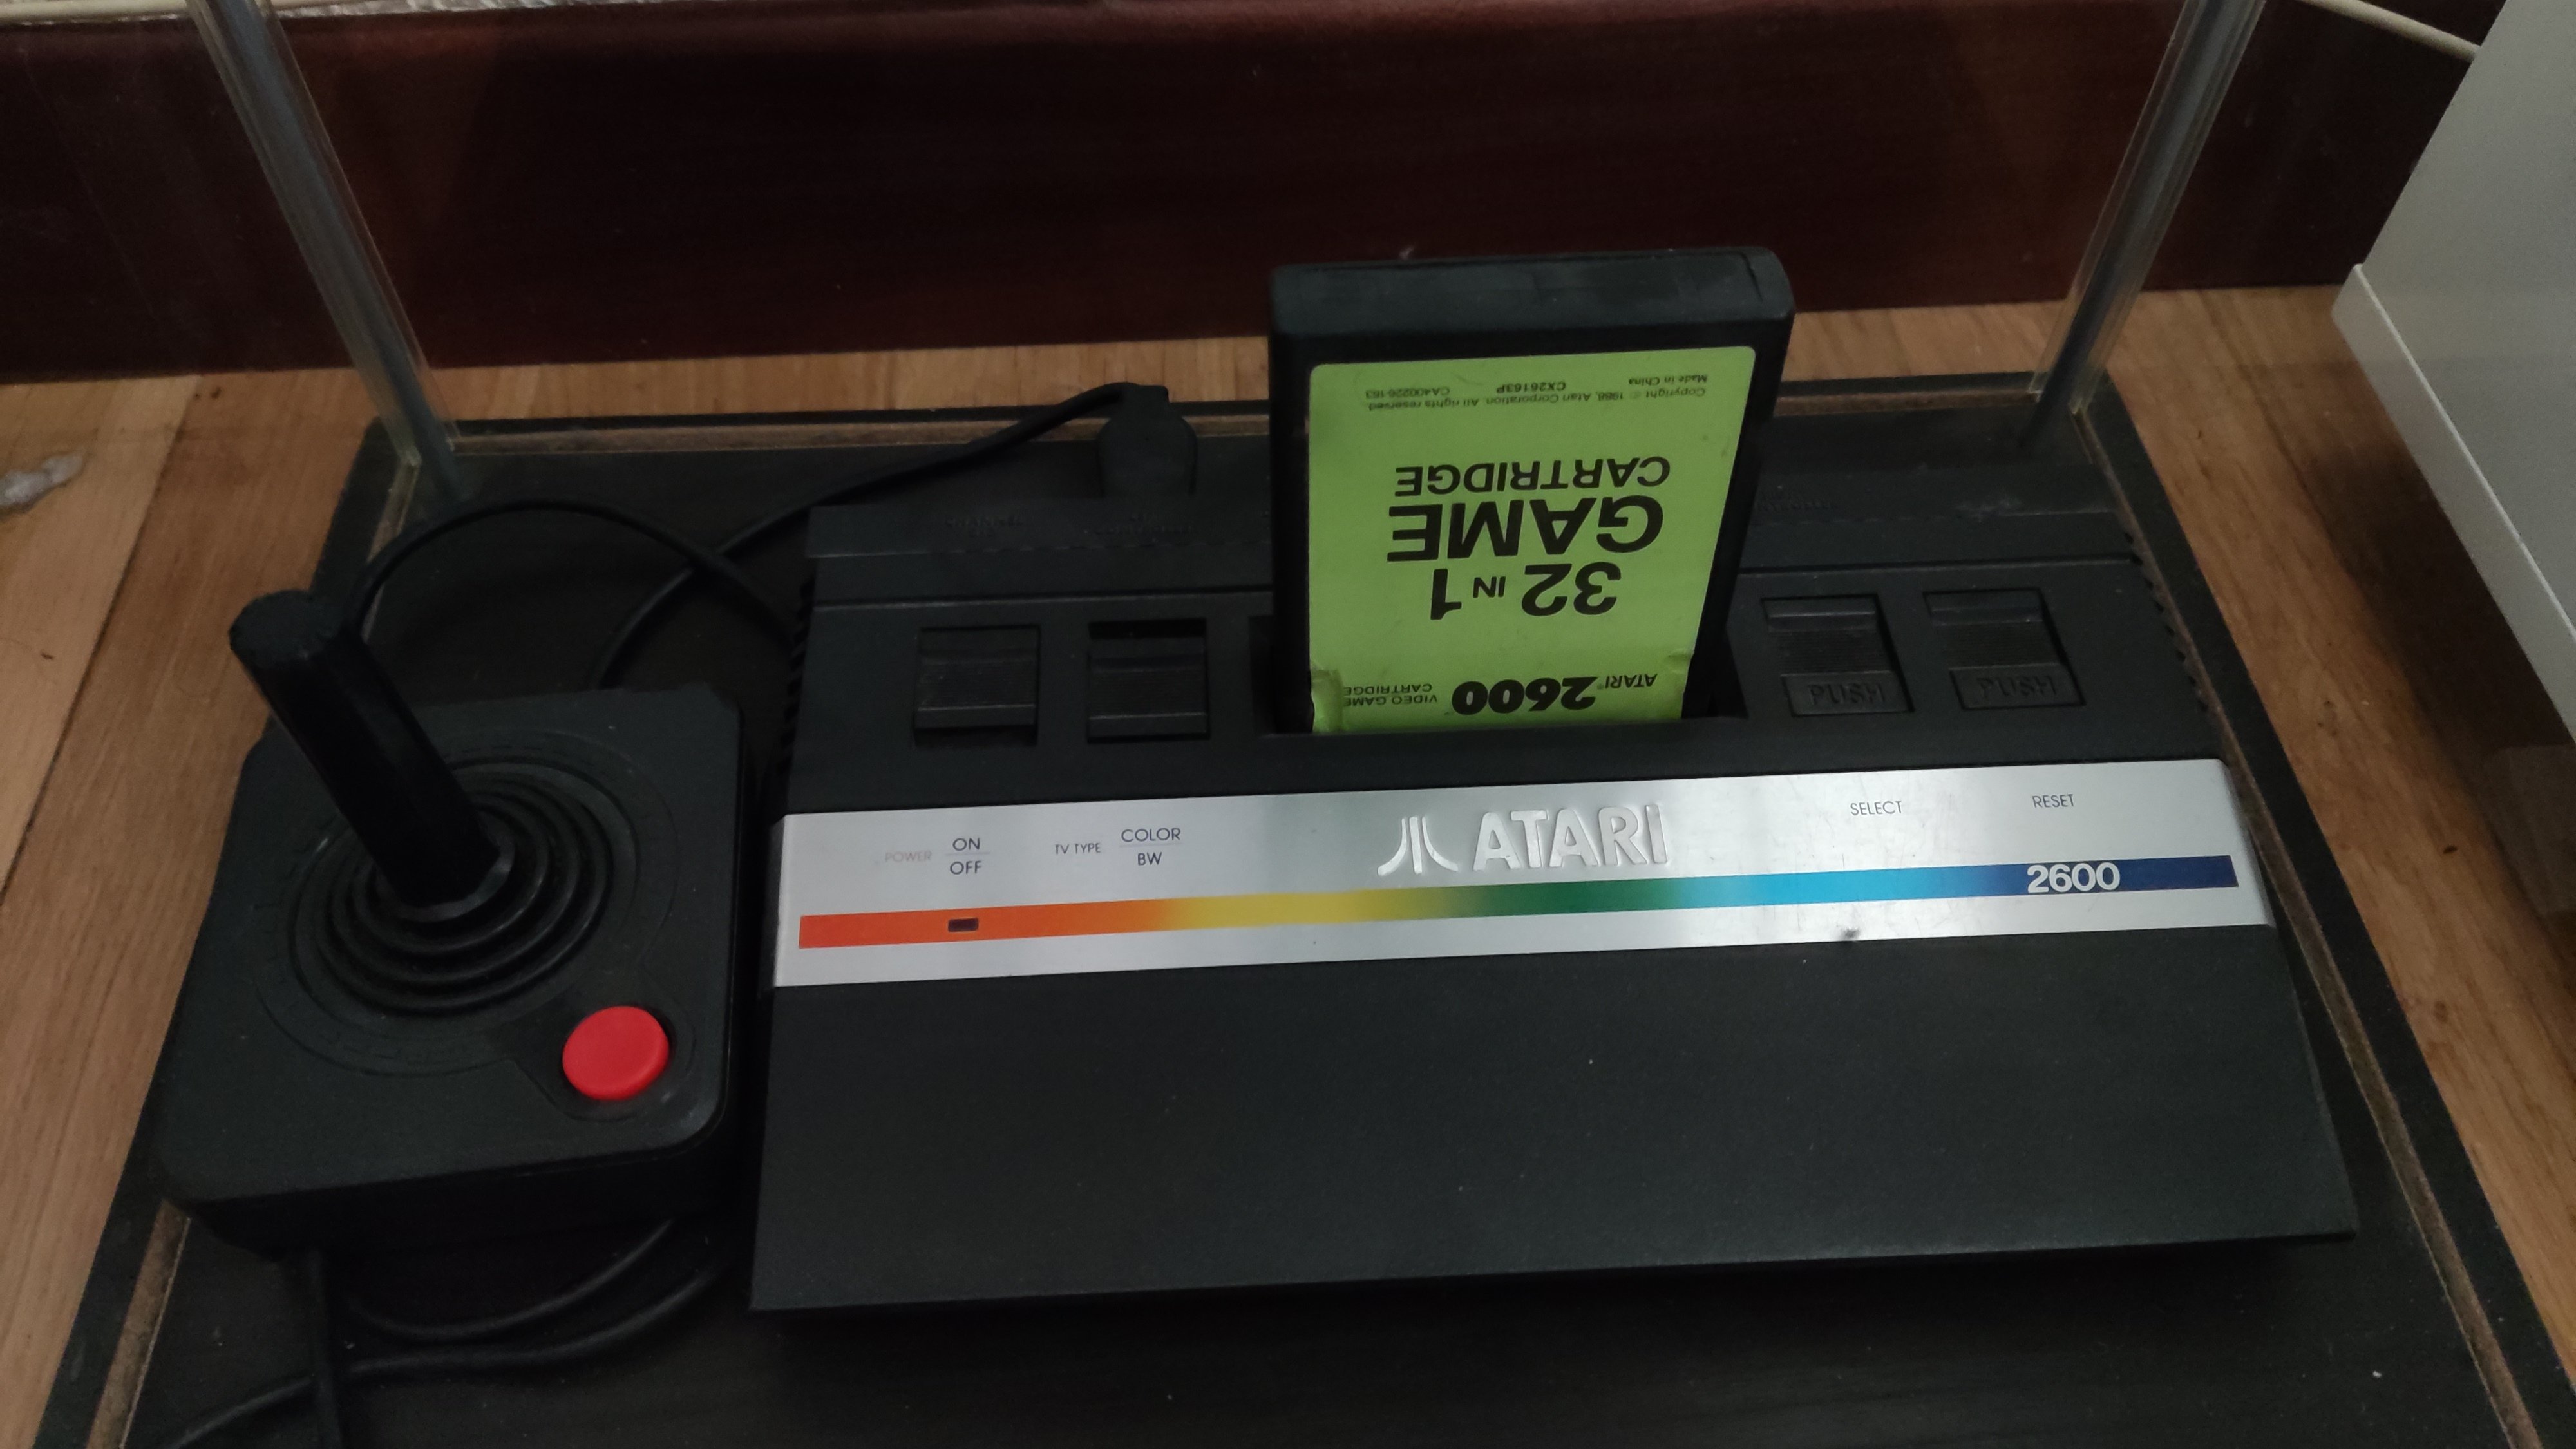 ATARI® 2600 VIDEO GAME
CARTRIDGE
32 IN 1
GAME
CARTRIDGE
Copyright © 1988, Atari Corporation. All rights reserved.
Made in China CX26163P CA400226-163
PUSH PUSH
POWER ON
OFF
TV TYPE COLOR
BW
ATARI
SELECT
RESET
2600